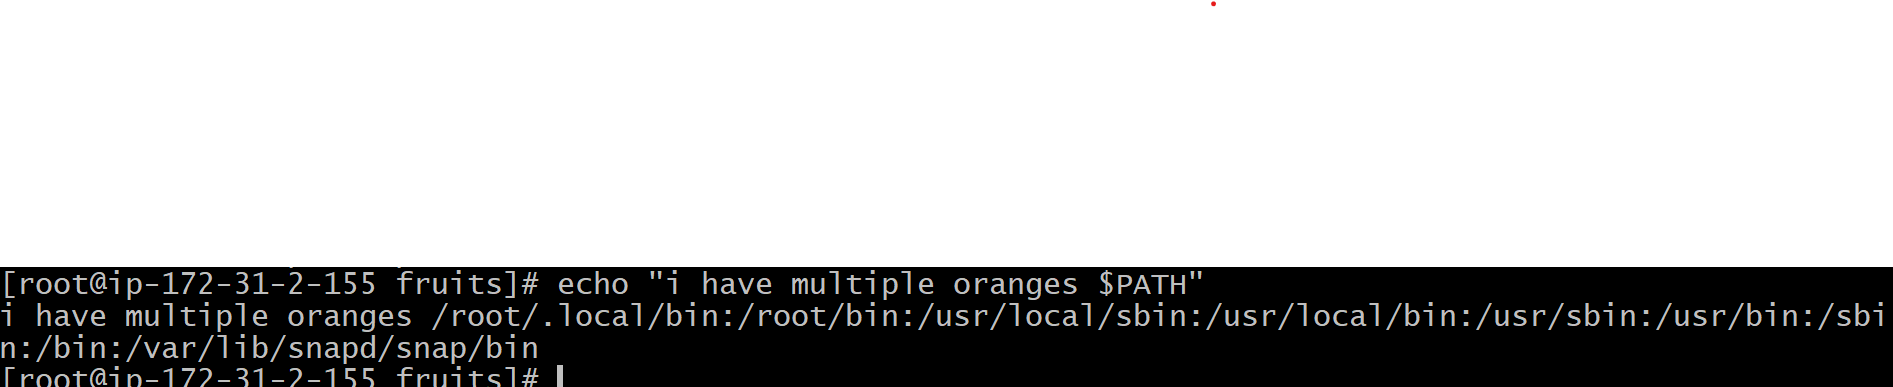 [root@ip-172-31-2-155 fruits]# echo "i have multiple oranges $PATH"
i have multiple oranges /root/.local/bin:/root/bin:/usr/local/sbin:/usr/local/bin:/usr/sbin:/usr/bin:/sbi
n:/bin:/var/lib/snapd/snap/bin
[root@ip-172-31-2-155 fruits]#